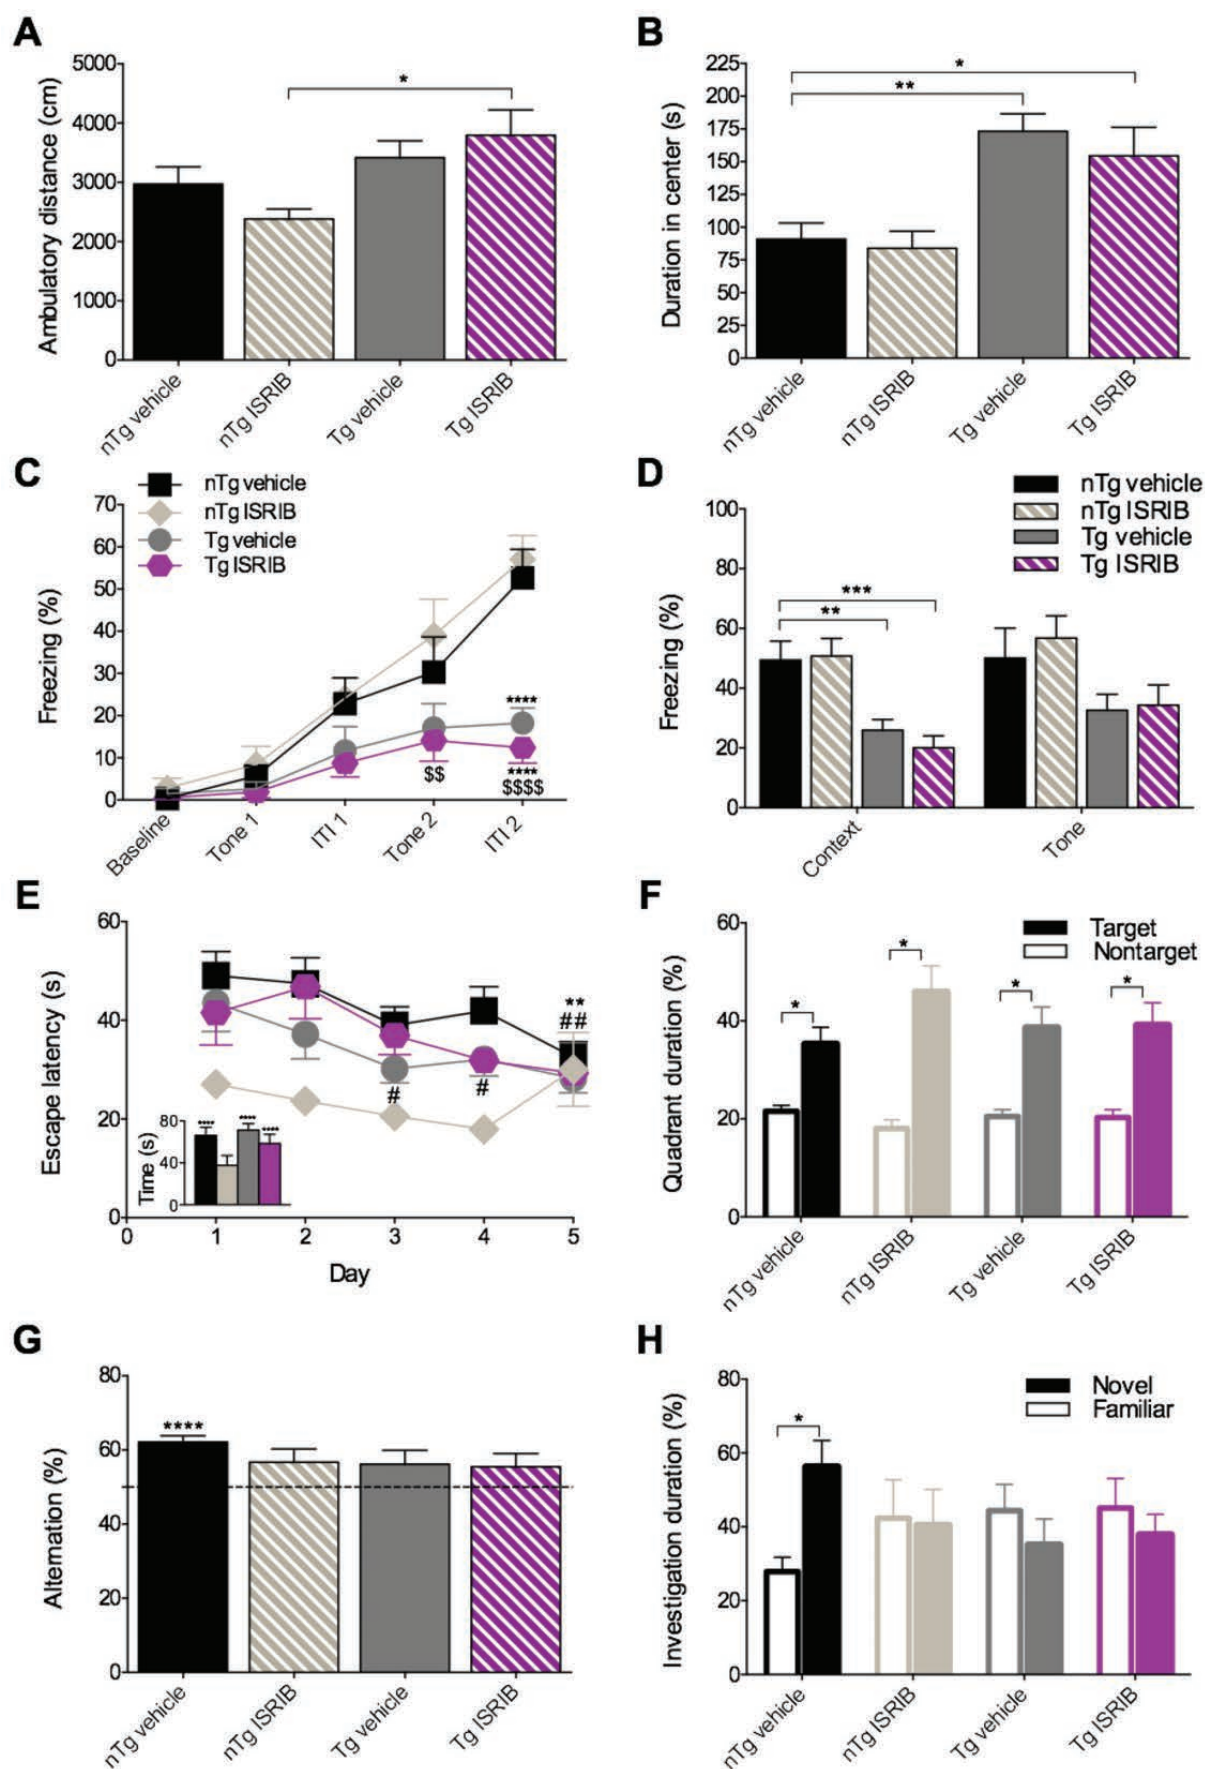 A
Ambulatory distance (cm)
5000
4000
3000
2000
1000
0
*
nTg vehicle
nTg ISRIB
Tg vehicle
Tg ISRIB
B
Duration in center (s)
225
200
175
150
125
100
75
50
25
0
*
**
nTg vehicle
nTg ISRIB
Tg vehicle
Tg ISRIB
C
nTg vehicle
nTg ISRIB
Tg vehicle
Tg ISRIB
Freezing (%)
70
60
50
40
30
20
10
0
****
$$
****
$$$$
Baseline
Tone 1
ITI 1
Tone 2
ITI 2
D
nTg vehicle
nTg ISRIB
Tg vehicle
Tg ISRIB
Freezing (%)
100
80
60
40
20
0
***
**
Context
Tone
E
Escape latency (s)
60
40
20
0
**
##
#
#
Time (s)
80
40
0
****
****
****
0
1
2
3
4
5
Day
F
Target
Nontarget
Quadrant duration (%)
60
40
20
0
*
*
*
*
nTg vehicle
nTg ISRIB
Tg vehicle
Tg ISRIB
G
Alternation (%)
80
60
40
20
0
****
nTg vehicle
nTg ISRIB
Tg vehicle
Tg ISRIB
H
Novel
Familiar
Investigation duration (%)
80
60
40
20
0
*
nTg vehicle
nTg ISRIB
Tg vehicle
Tg ISRIB